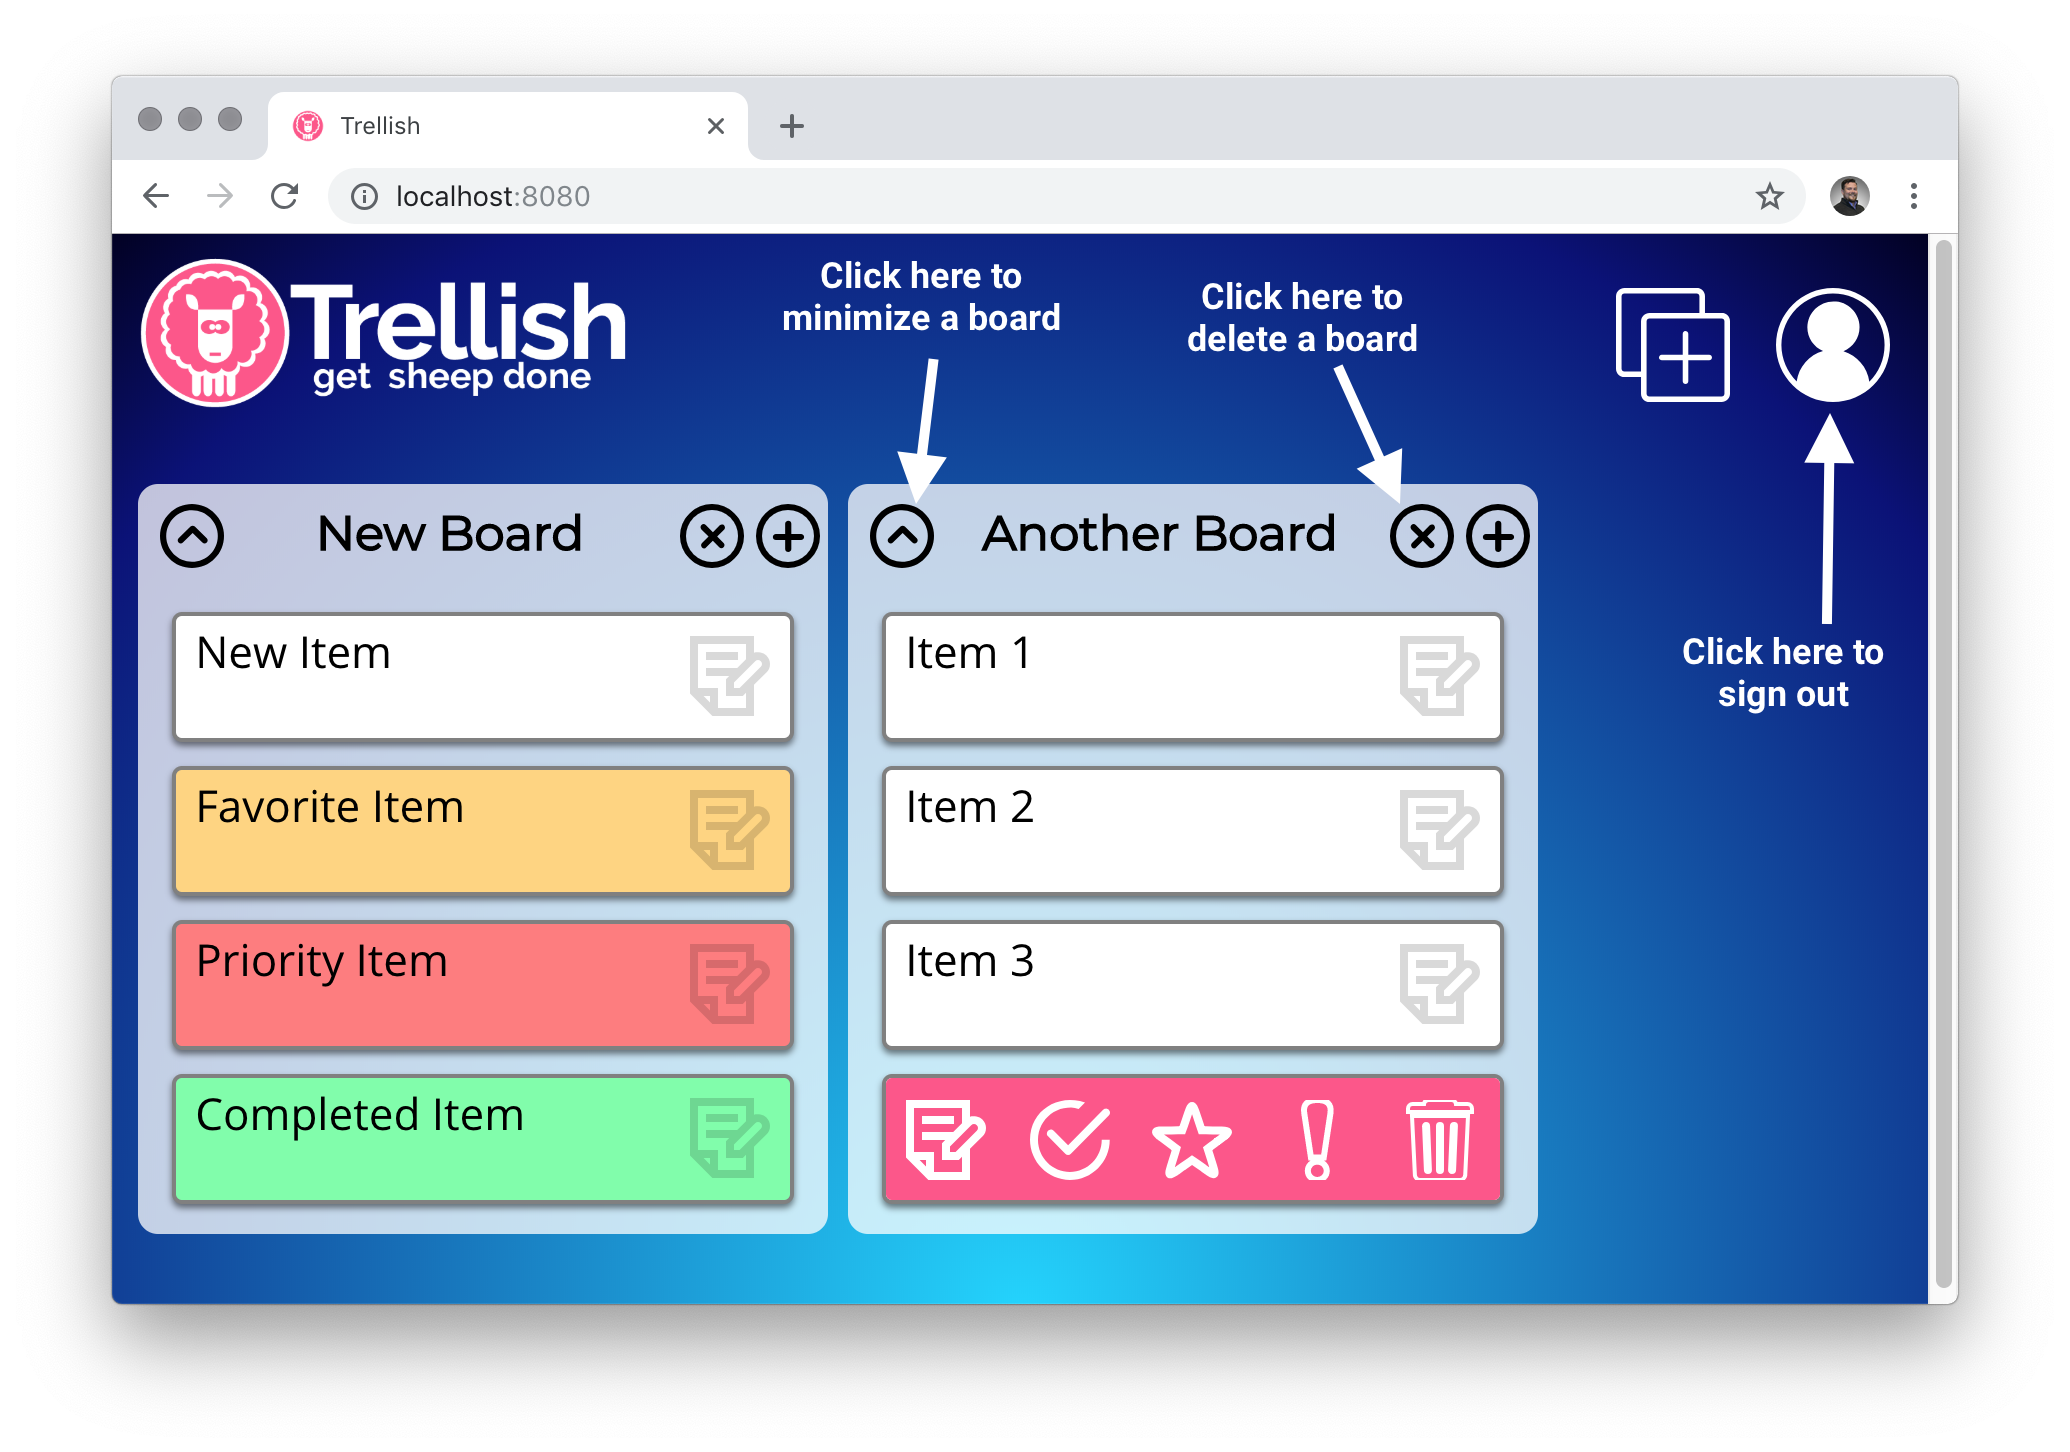 Trellish
localhost:8080
Trellish
get sheep done
Click here to
minimize a board
Click here to
delete a board
Click here to
sign out
New Board
New Item
Favorite Item
Priority Item
Completed Item
Another Board
Item 1
Item 2
Item 3